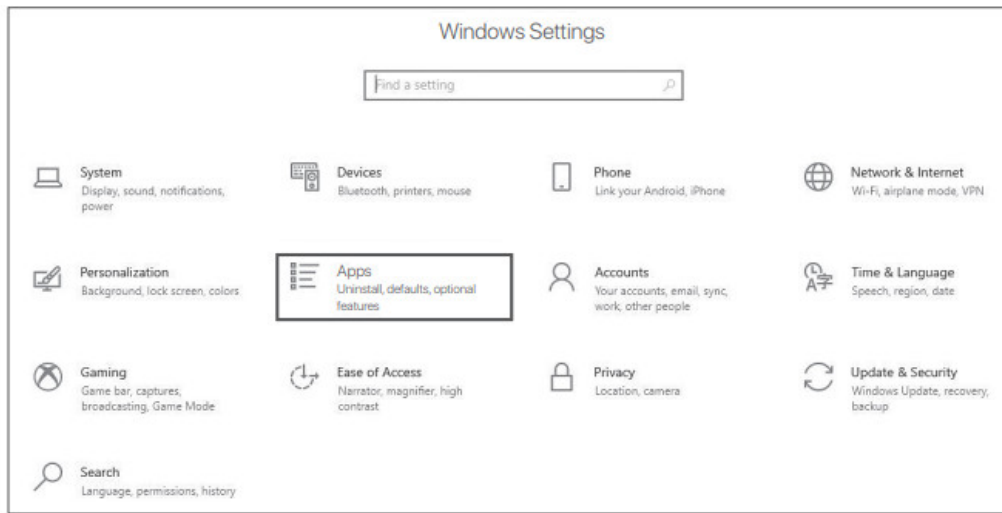 Windows Settings
Find a setting
System
Display, sound, notifications,
power
Devices
Bluetooth, printers, mouse
Phone
Link your Android, iPhone
Network & Internet
Wi-Fi, airplane mode, VPN
Personalization
Background, lock screen, colors
Apps
Uninstall, defaults, optional
features
Accounts
Your accounts, email, sync,
work, other people
Time & Language
Speech, region, date
Gaming
Game bar, captures,
broadcasting, Game Mode
Ease of Access
Narrator, magnifier, high
contrast
Privacy
Location, camera
Update & Security
Windows Update, recovery,
backup
Search
Language, permissions, history